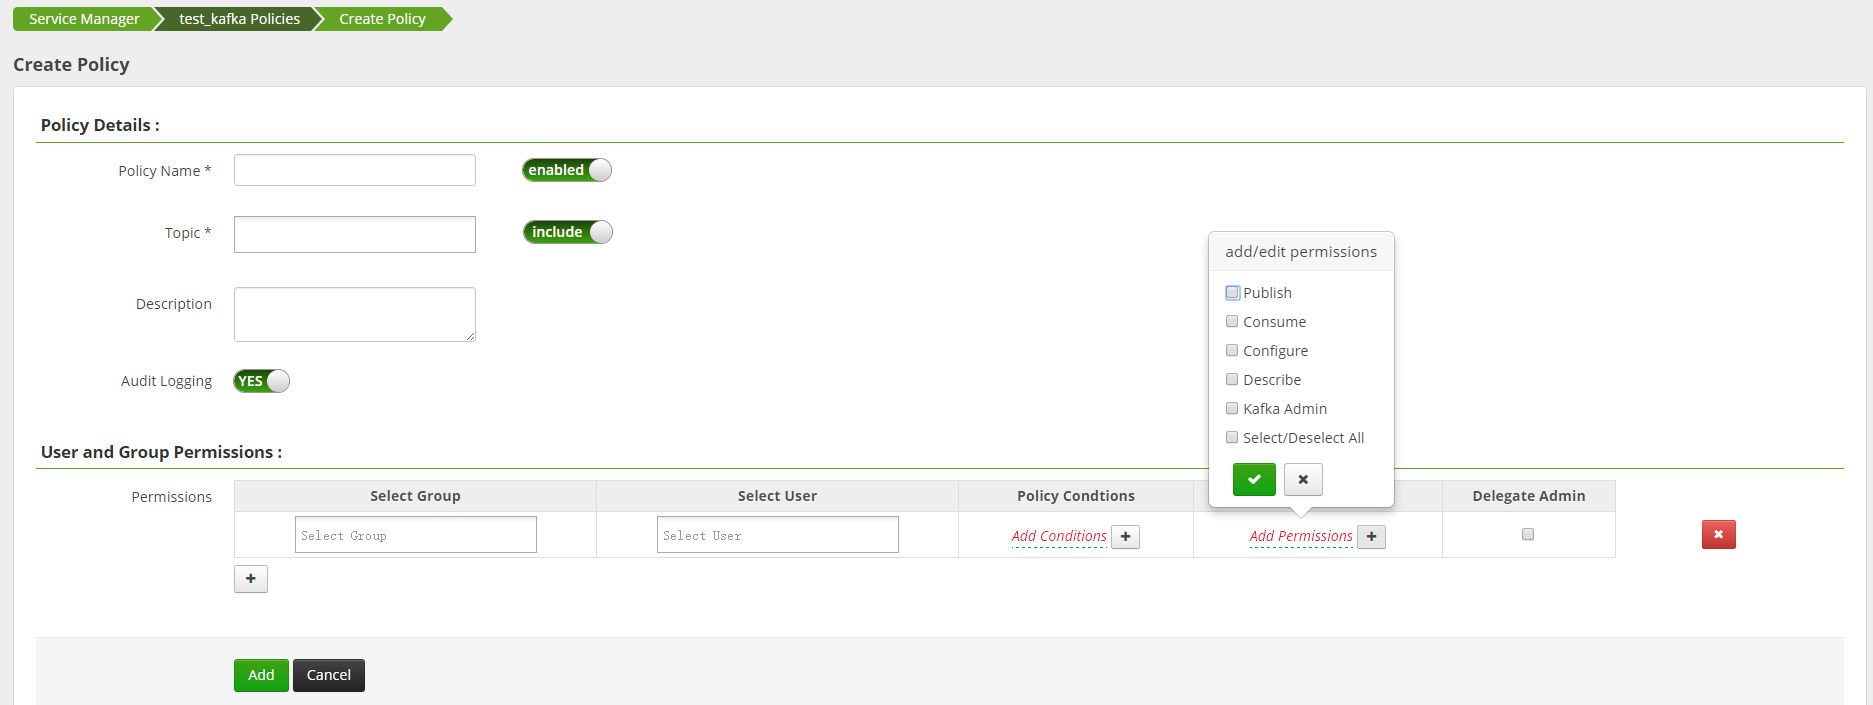 Service Manager test_kafka Policies Create Policy
Create Policy
Policy Details :
Policy Name * enabled
Topic * include
Description
Audit Logging YES
add/edit permissions
Publish
Consume
Configure
Describe
Kafka Admin
Select/Deselect All
User and Group Permissions :
Permissions Select Group Select User Policy Condtions Delegate Admin
Select Group Select User Add Conditions Add Permissions
Add Cancel